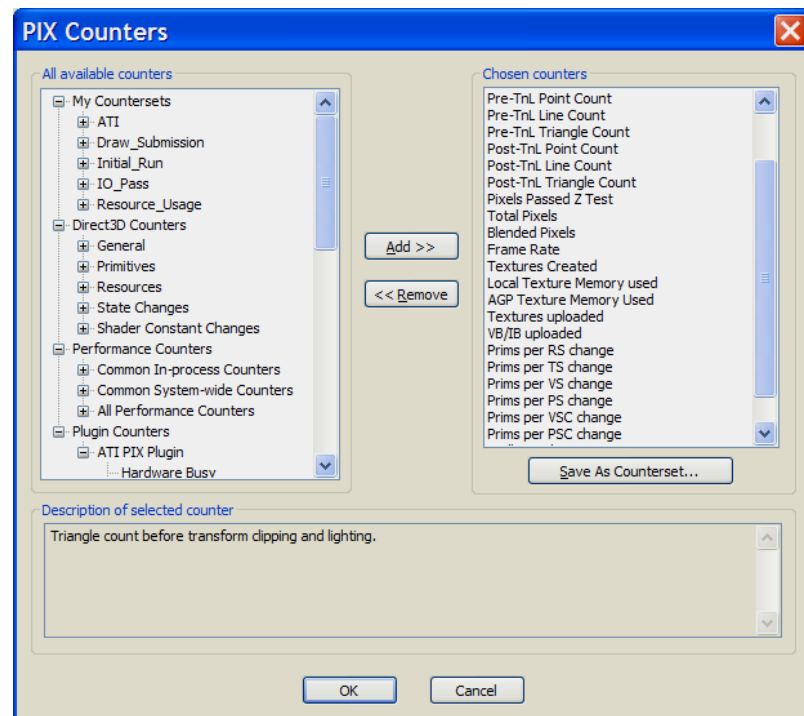 PIX Counters
All available counters
My Countersets
ATI
Draw_Submission
Initial_Run
IO_Pass
Resource_Usage
Direct3D Counters
General
Primitives
Resources
State Changes
Shader Constant Changes
Performance Counters
Common In-process Counters
Common System-wide Counters
All Performance Counters
Plugin Counters
ATI PIX Plugin
Hardware Busy
Add >>
<< Remove
Chosen counters
Pre-TnL Point Count
Pre-TnL Line Count
Pre-TnL Triangle Count
Post-TnL Point Count
Post-TnL Line Count
Post-TnL Triangle Count
Pixels Passed Z Test
Total Pixels
Blended Pixels
Frame Rate
Textures Created
Local Texture Memory used
AGP Texture Memory Used
Textures uploaded
VB/IB uploaded
Prims per RS change
Prims per TS change
Prims per VS change
Prims per PS change
Prims per VSC change
Prims per PSC change
Save As Counterset...
Description of selected counter
Triangle count before transform clipping and lighting.
OK
Cancel